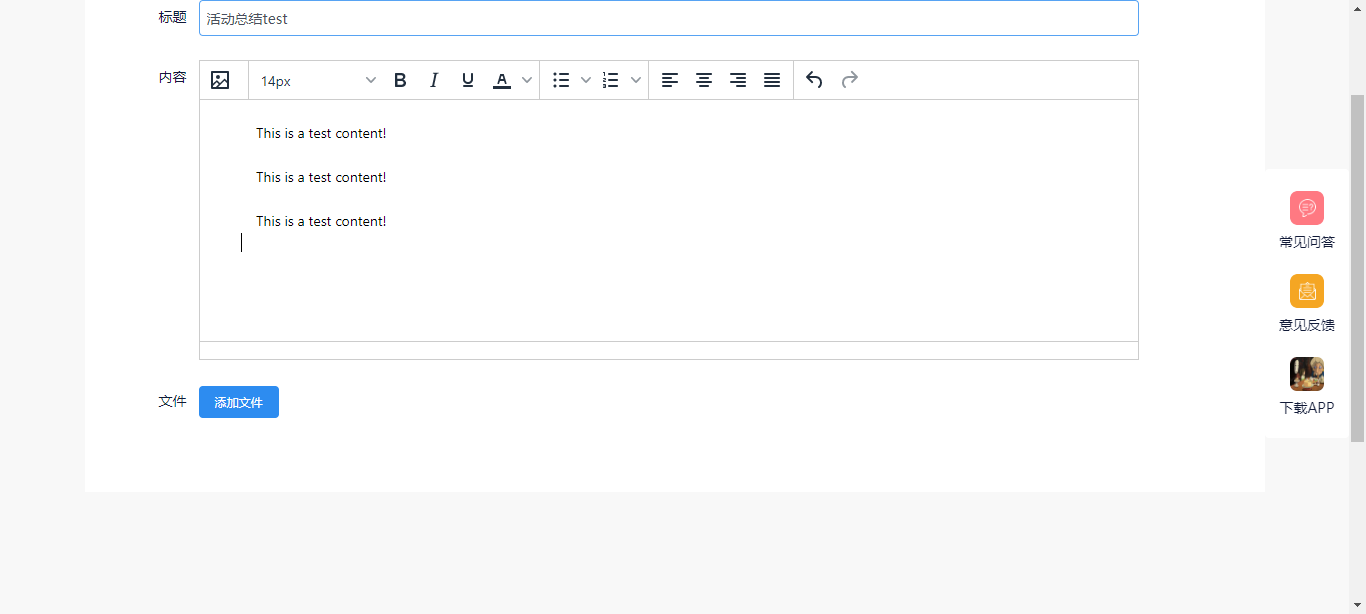 标题 活动总结test
内容 14px B I U A
This is a test content!
This is a test content!
This is a test content!
文件 添加文件
常见问答
意见反馈
下载APP